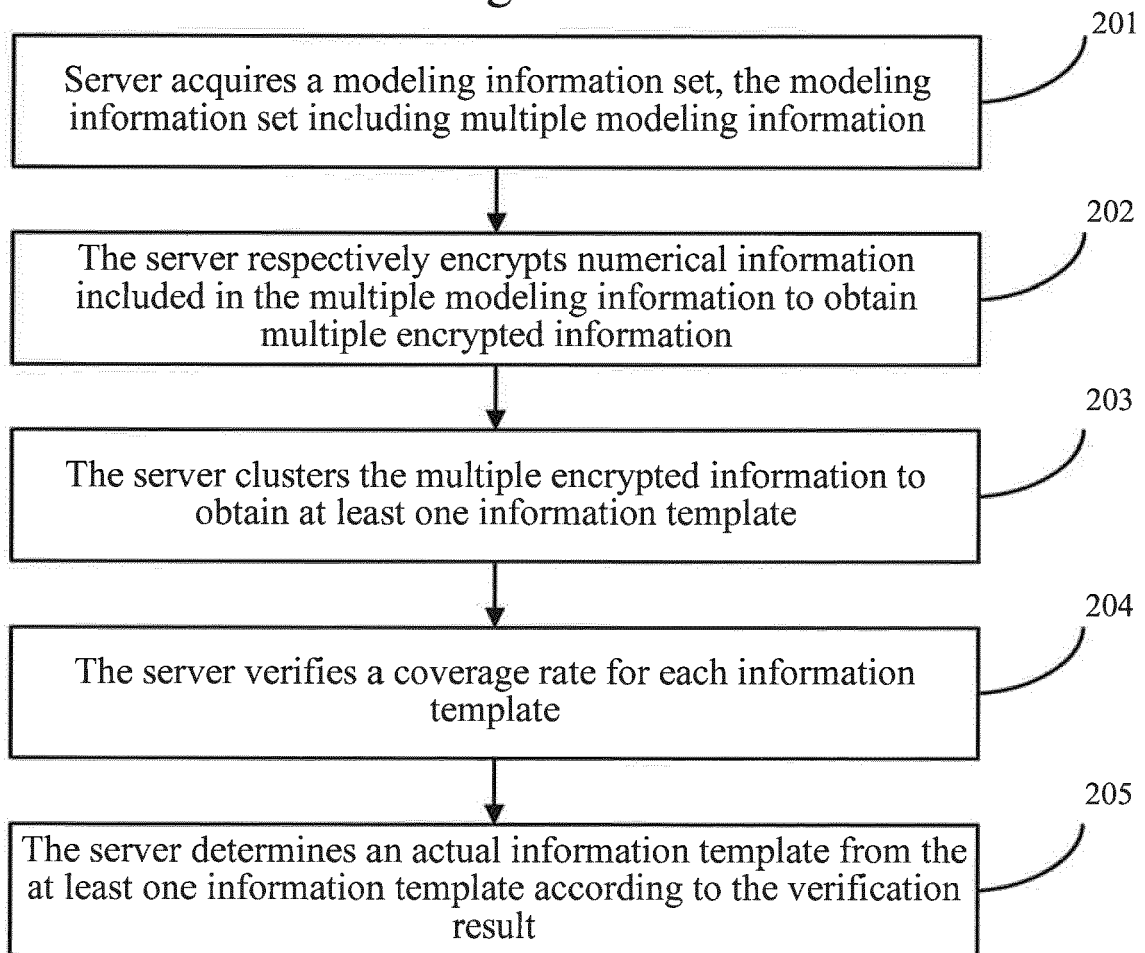 201
Server acquires a modeling information set, the modeling
information set including multiple modeling information
202
The server respectively encrypts numerical information
included in the multiple modeling information to obtain
multiple encrypted information
203
The server clusters the multiple encrypted information to
obtain at least one information template
204
The server verifies a coverage rate for each information
template
205
The server determines an actual information template from the
at least one information template according to the verification
result